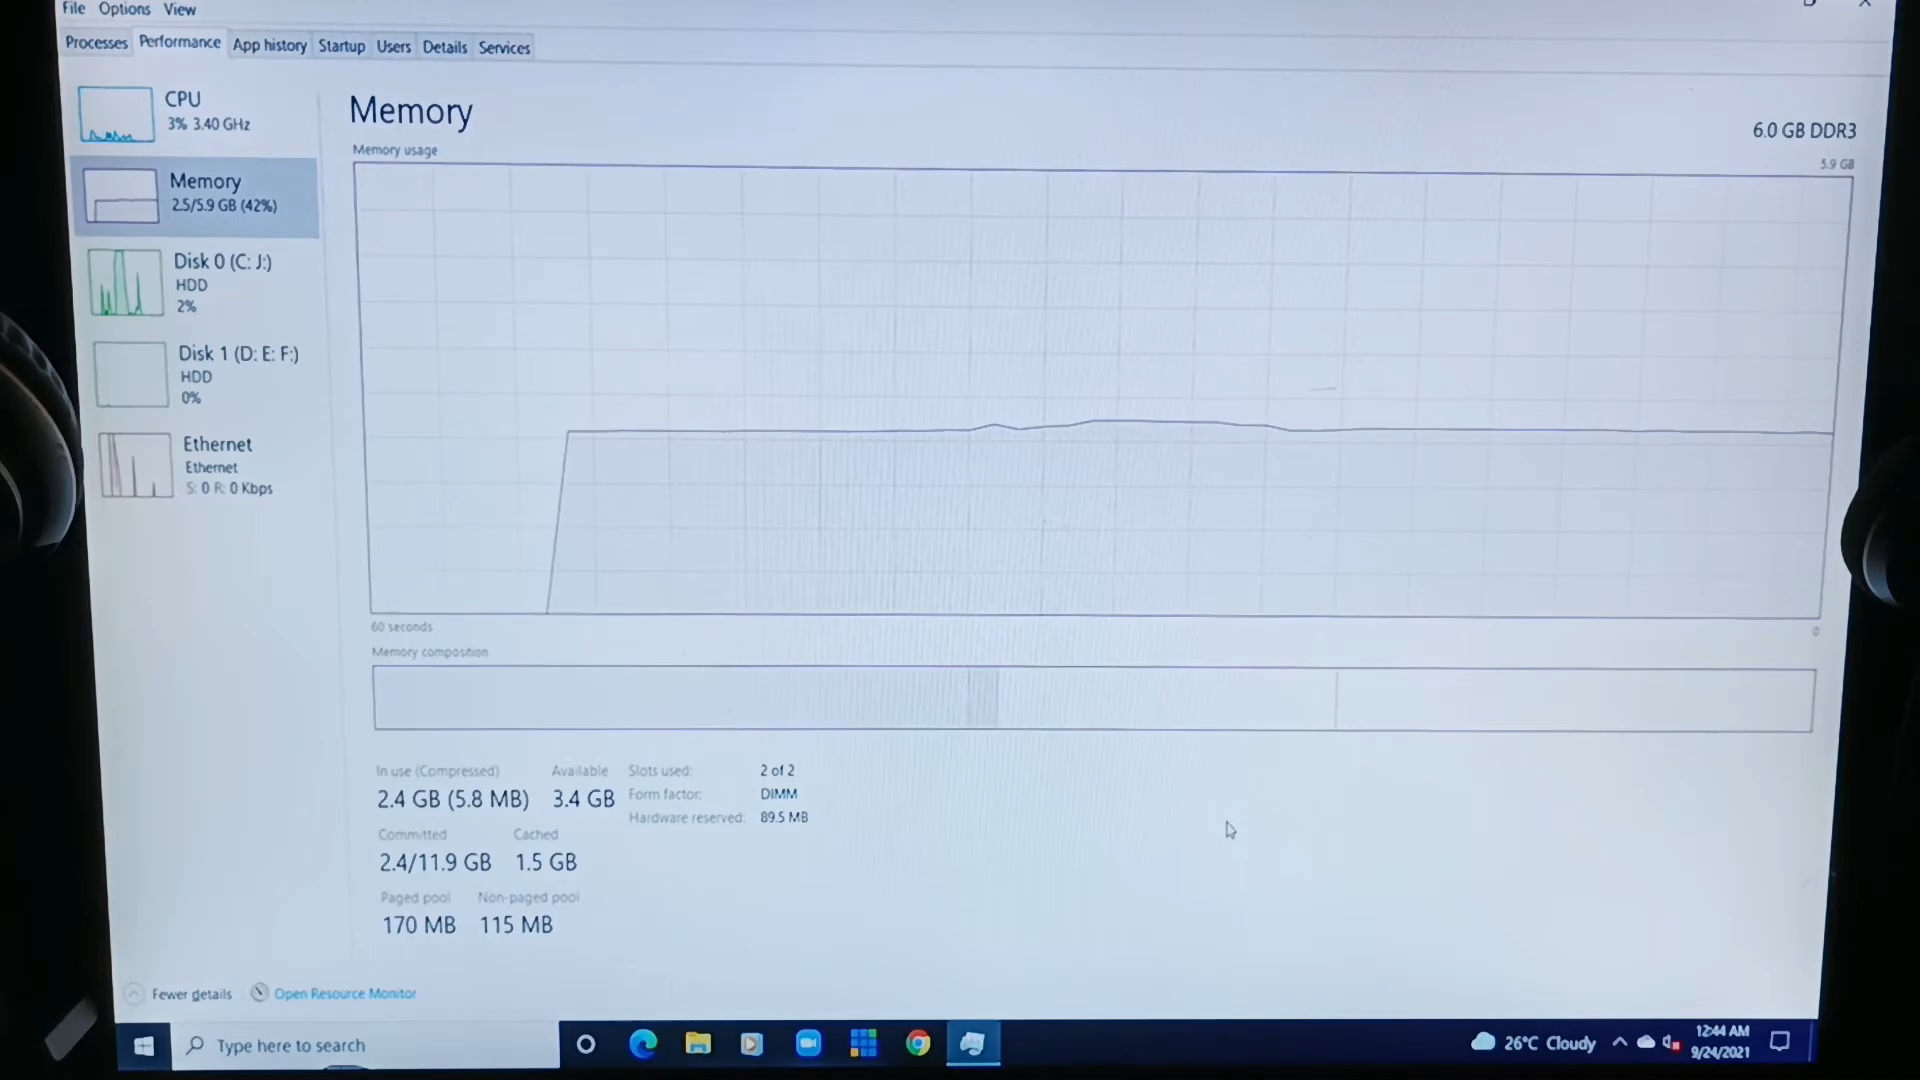 File Options View
Processes Performance App history Startup Users Details Services
CPU
3% 3.40 GHz
Memory
2.5/5.9 GB (42%)
Disk 0 (C: J:)
HDD
2%
Disk 1 (D: E: F:)
HDD
0%
Ethernet
Ethernet
S: 0 R: 0 Kbps
Memory
6.0 GB DDR3
Memory usage
5.9 GB
60 seconds
0
Memory composition
In use (Compressed)
2.4 GB (5.8 MB)
Available
3.4 GB
Slots used: 2 of 2
Form factor: DIMM
Hardware reserved: 89.5 MB
Committed
2.4/11.9 GB
Cached
1.5 GB
Paged pool
170 MB
Non-paged pool
115 MB
Fewer details
Open Resource Monitor
Type here to search
26°C Cloudy
12:44 AM
9/24/2021